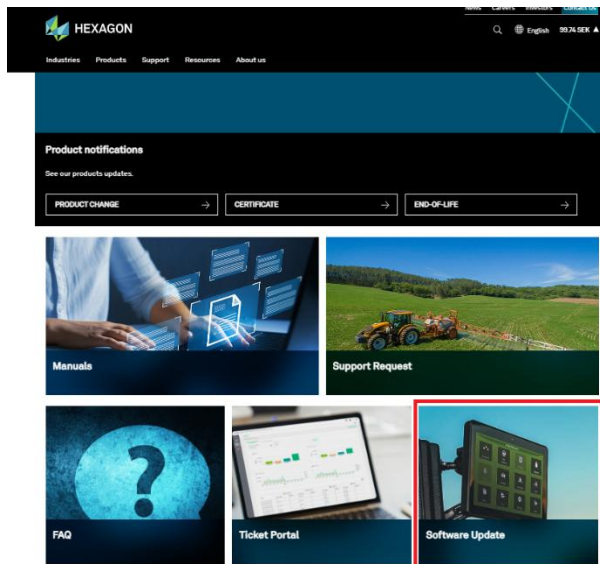 News Careers Investors Contact Us
HEXAGON
English 99.74 SEK ▲
Industries Products Support Resources About us
Product notifications
See our products updates.
PRODUCT CHANGE → CERTIFICATE → END-OF-LIFE →
Manuals
Support Request
?
FAQ
Ticket Portal
Software Update